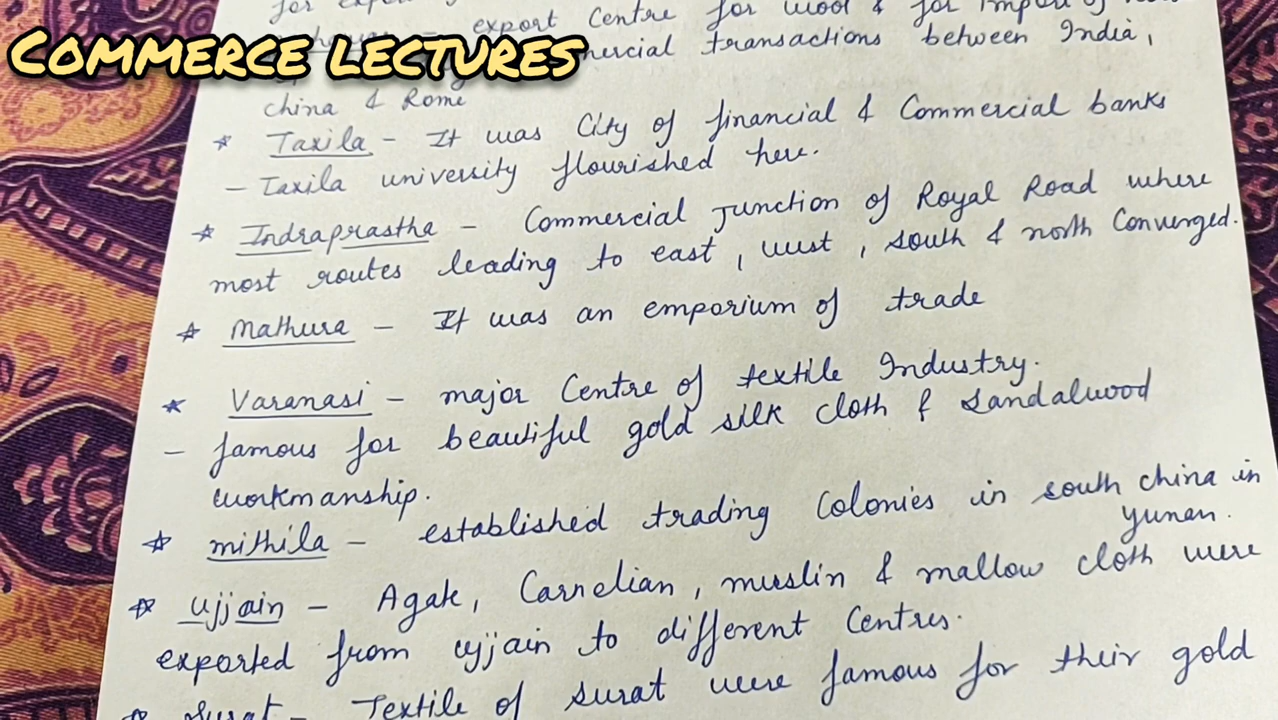 COMMERCE LECTURES
export Centre for wool & for import of
commercial transactions between India,
China & Rome
* Taxila - It was City of financial & Commercial banks
- Taxila university flourished here.
* Indraprastha - Commercial Junction of Royal Road where
most routes leading to east, west, south & north Converged.
* Mathura - It was an emporium of trade
* Varanasi - major Centre of textile Industry.
- famous for beautiful gold silk cloth & Sandalwood
workmanship.
* mithila - established trading Colonies in south china in
yunan.
* Ujjain - Agate, Carnelian, muslin & mallow cloth were
exported from ujjain to different Centres.
* Surat - Textile of surat were famous for their gold